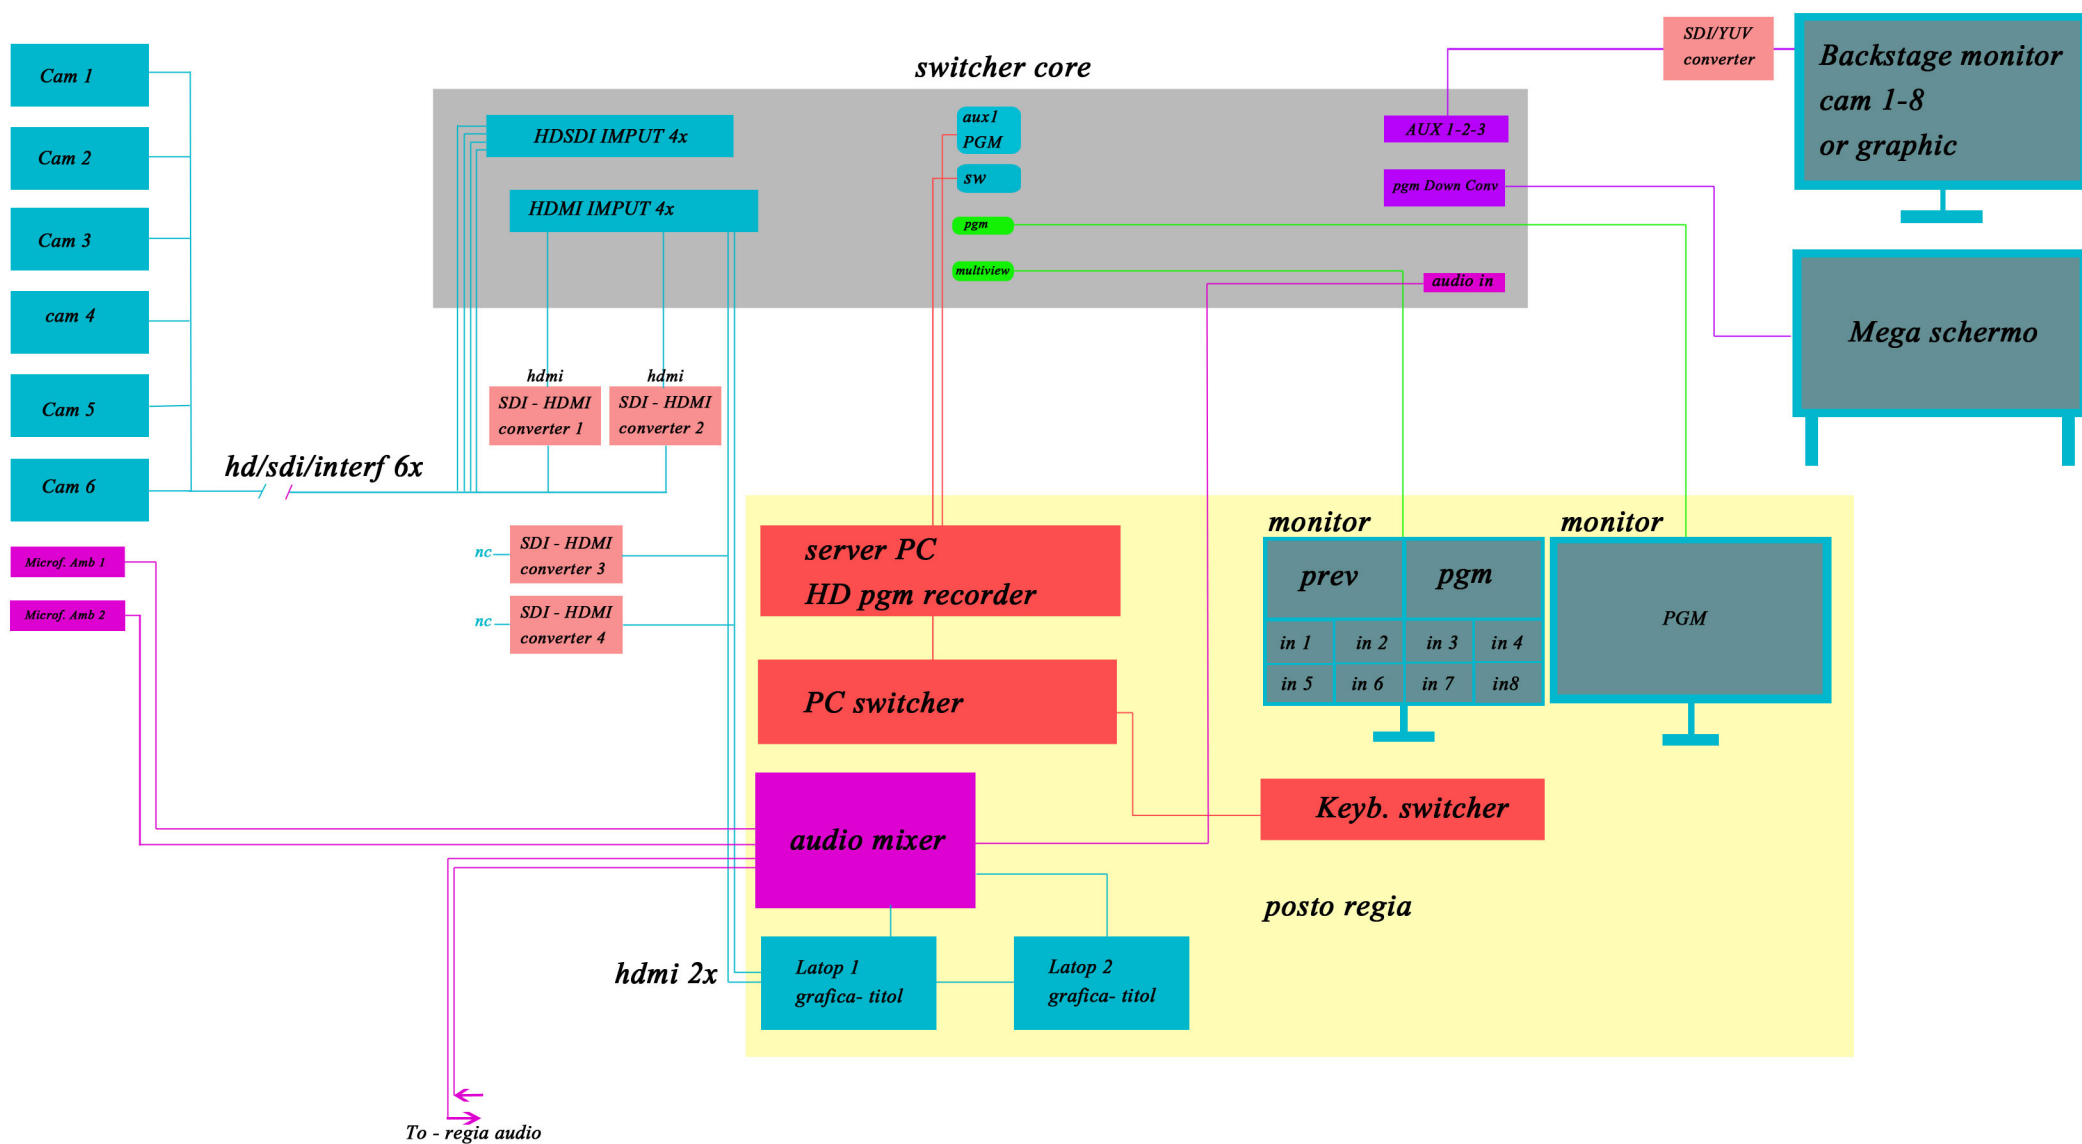 switcher core
SDI/YUV
converter
Backstage monitor
cam 1-8
or graphic
Cam 1
Cam 2
Cam 3
cam 4
Cam 5
Cam 6
HDSDI IMPUT 4x
HDMI IMPUT 4x
aux1
PGM
sw
pgm
multiview
AUX 1-2-3
pgm Down Conv
audio in
Mega schermo
hdmi
SDI - HDMI
converter 1
hdmi
SDI - HDMI
converter 2
hd/sdi/interf 6x
nc
SDI - HDMI
converter 3
nc
SDI - HDMI
converter 4
Microf. Amb 1
Microf. Amb 2
server PC
HD pgm recorder
PC switcher
monitor
prev
pgm
in 1
in 2
in 3
in 4
in 5
in 6
in 7
in8
monitor
PGM
Keyb. switcher
audio mixer
posto regia
hdmi 2x
Latop 1
grafica- titol
Latop 2
grafica- titol
To - regia audio